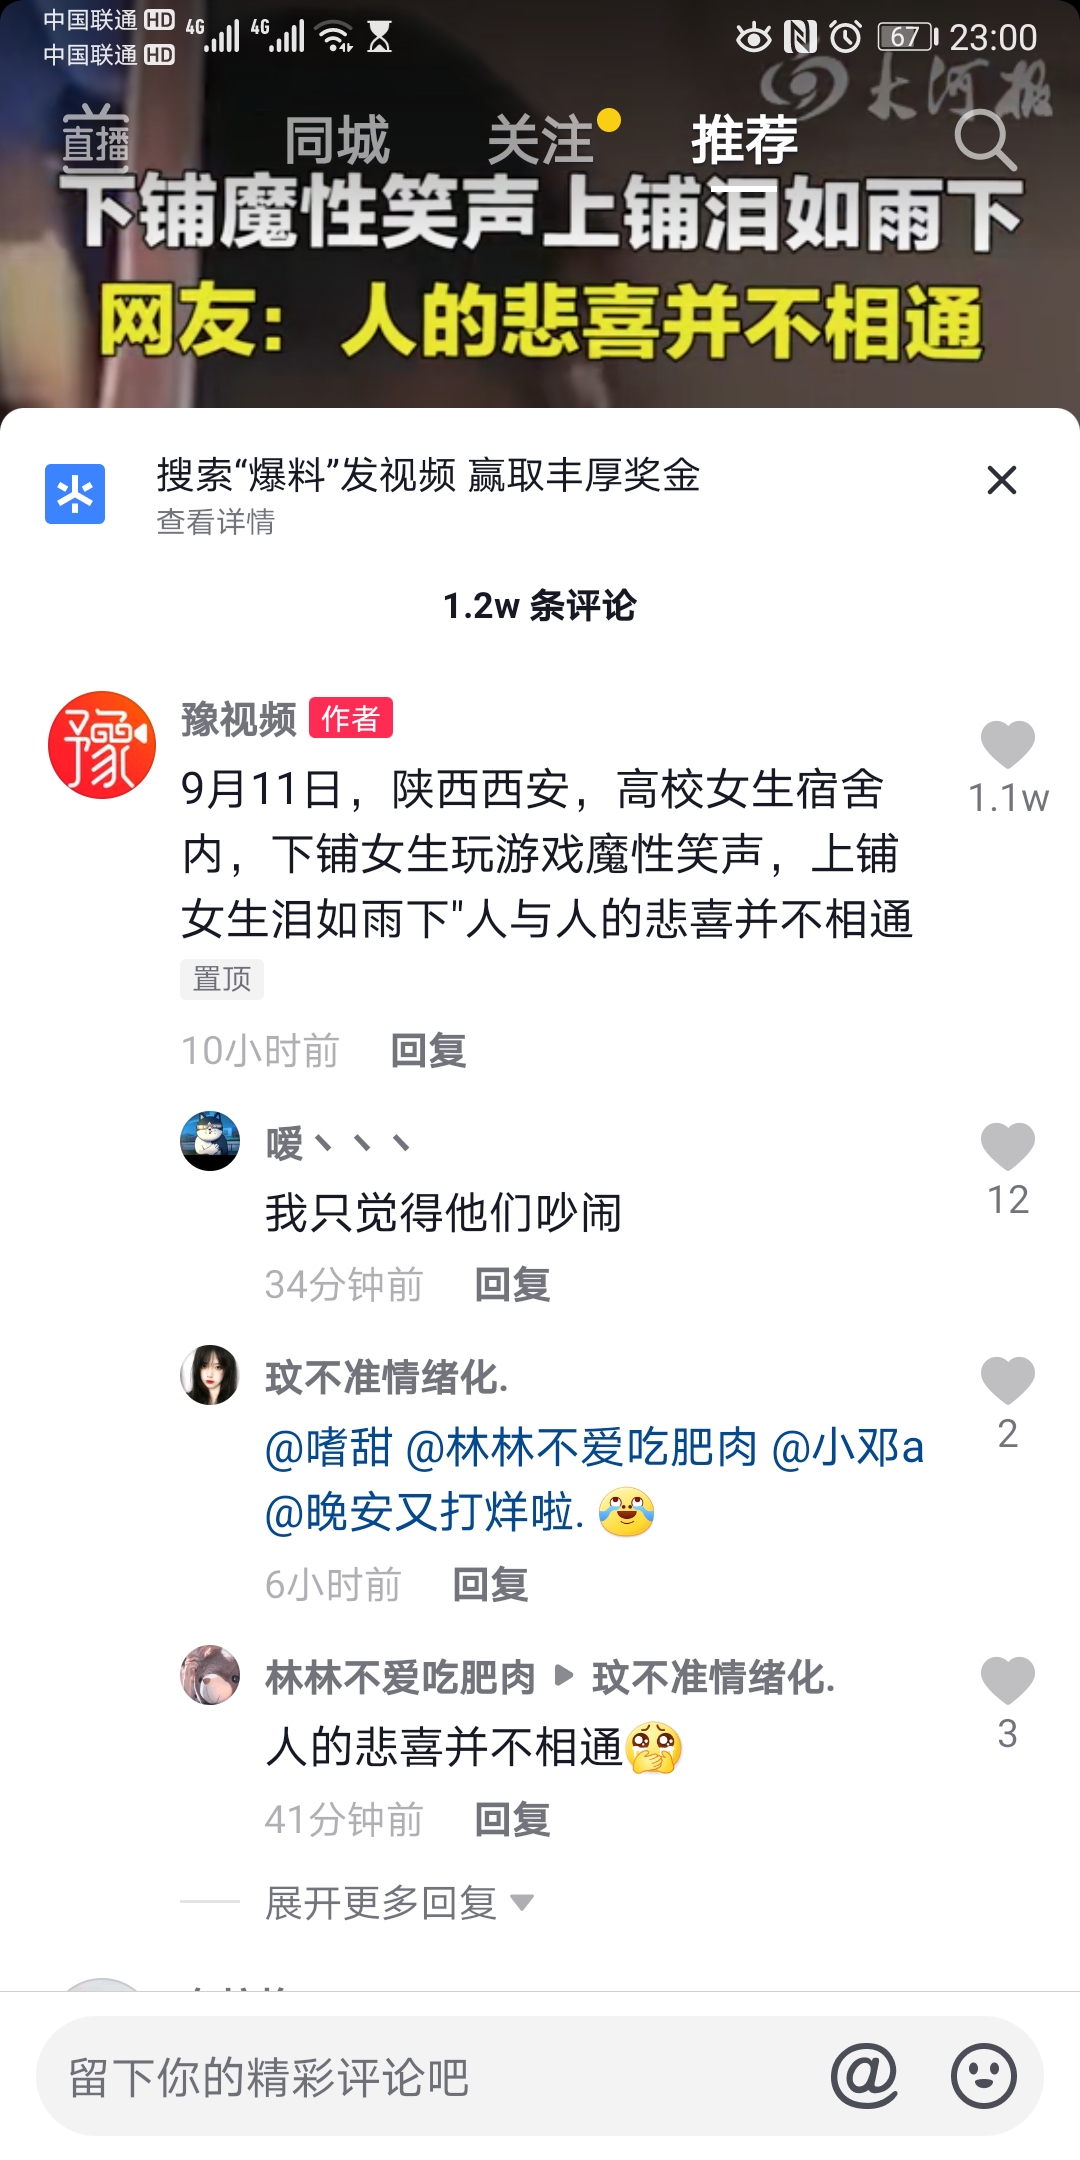 中国联通 HD 4G 4G 67 23:00
中国联通 HD
大河报
直播 同城 关注 推荐
下铺魔性笑声上铺泪如雨下
网友：人的悲喜并不相通
搜索“爆料”发视频 赢取丰厚奖金
查看详情
1.2w 条评论
豫
豫视频 作者
9月11日，陕西西安，高校女生宿舍
内，下铺女生玩游戏魔性笑声，上铺
女生泪如雨下"人与人的悲喜并不相通
1.1w
置顶
10小时前 回复
嗳丶丶丶
我只觉得他们吵闹
12
34分钟前 回复
玟不准情绪化.
@嗜甜 @林林不爱吃肥肉 @小邓a
@晚安又打烊啦.
2
6小时前 回复
林林不爱吃肥肉 玟不准情绪化.
人的悲喜并不相通
3
41分钟前 回复
展开更多回复
留下你的精彩评论吧 @